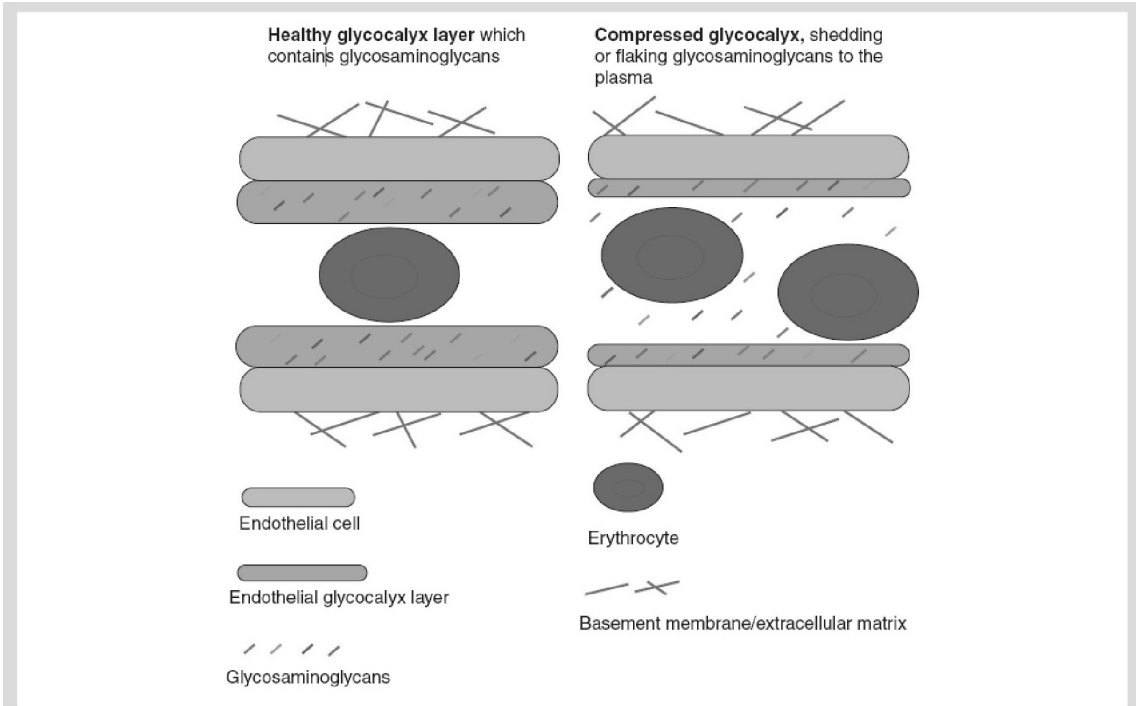 Healthy glycocalyx layer which
contains glycosaminoglycans
Compressed glycocalyx, shedding
or flaking glycosaminoglycans to the
plasma
Endothelial cell
Endothelial glycocalyx layer
Glycosaminoglycans
Erythrocyte
Basement membrane/extracellular matrix